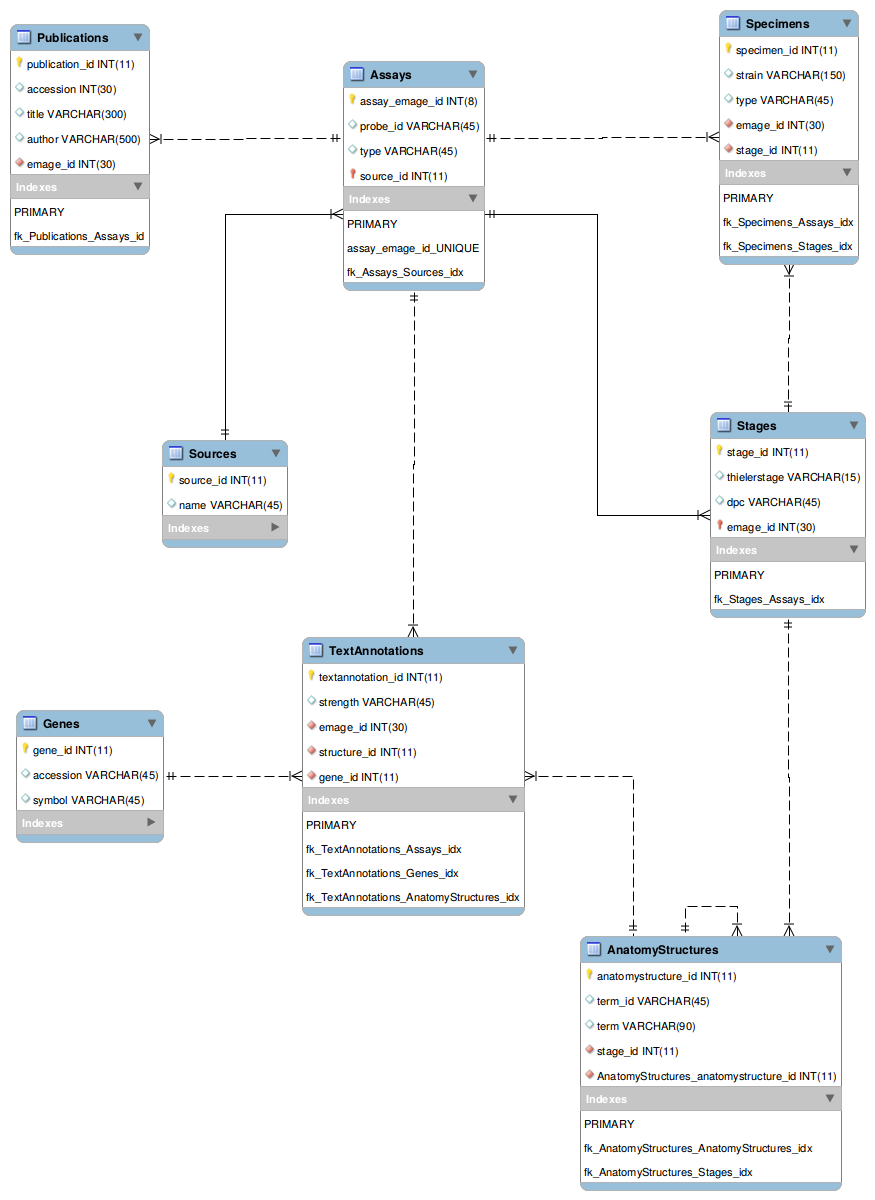 Publications
publication_id INT(11)
accession INT(30)
title VARCHAR(300)
author VARCHAR(500)
emage_id INT(30)
Indexes
PRIMARY
fk_Publications_Assays_id
Assays
assay_emage_id INT(8)
probe_id VARCHAR(45)
type VARCHAR(45)
source_id INT(11)
Indexes
PRIMARY
assay_emage_id_UNIQUE
fk_Assays_Sources_idx
Specimens
specimen_id INT(11)
strain VARCHAR(150)
type VARCHAR(45)
emage_id INT(30)
stage_id INT(11)
Indexes
PRIMARY
fk_Specimens_Assays_idx
fk_Specimens_Stages_idx
Sources
source_id INT(11)
name VARCHAR(45)
Indexes
Stages
stage_id INT(11)
thielerstage VARCHAR(15)
dpc VARCHAR(45)
emage_id INT(30)
Indexes
PRIMARY
fk_Stages_Assays_idx
TextAnnotations
textannotation_id INT(11)
strength VARCHAR(45)
emage_id INT(30)
structure_id INT(11)
gene_id INT(11)
Indexes
PRIMARY
fk_TextAnnotations_Assays_idx
fk_TextAnnotations_Genes_idx
fk_TextAnnotations_AnatomyStructures_idx
Genes
gene_id INT(11)
accession VARCHAR(45)
symbol VARCHAR(45)
Indexes
AnatomyStructures
anatomystructure_id INT(11)
term_id VARCHAR(45)
term VARCHAR(90)
stage_id INT(11)
AnatomyStructures_anatomystructure_id INT(11)
Indexes
PRIMARY
fk_AnatomyStructures_AnatomyStructures_idx
fk_AnatomyStructures_Stages_idx